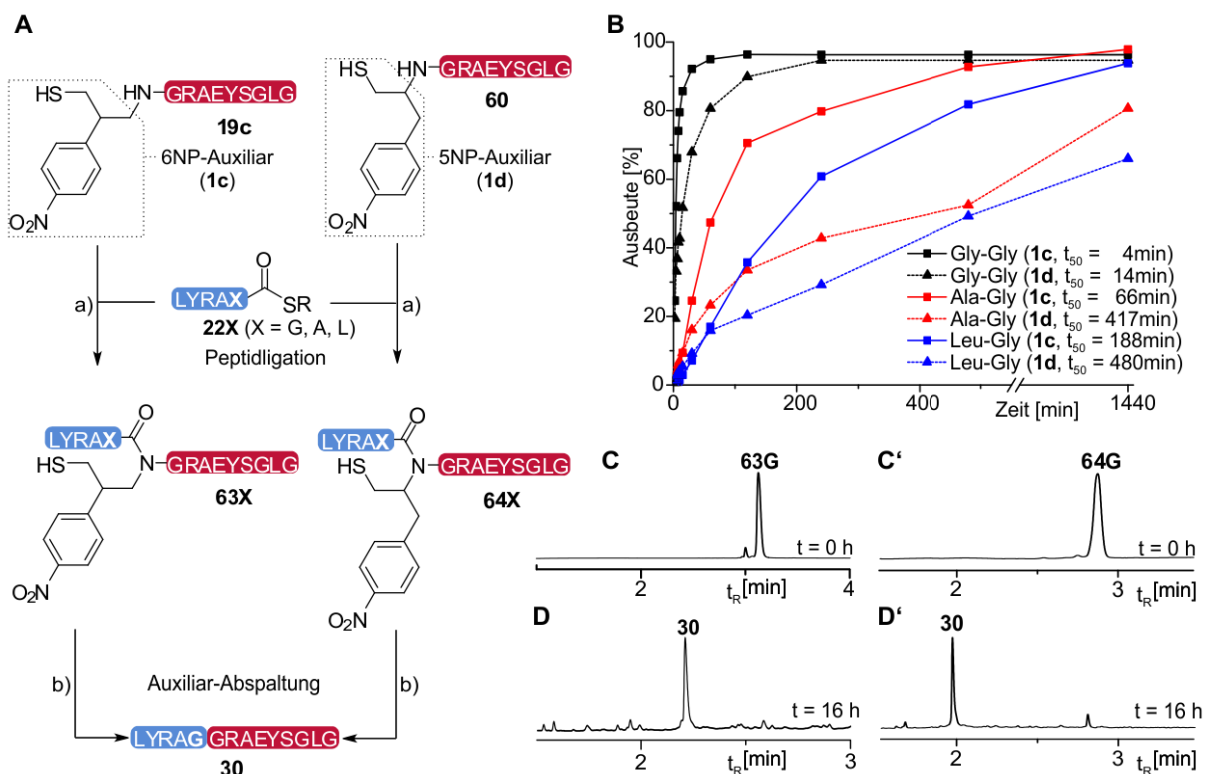 A
HS
HN
GRAEYSGLG
19c
6NP-Auxiliar
(1c)
O₂N
HS
HN
GRAEYSGLG
60
5NP-Auxiliar
(1d)
O₂N
a)
LYRAX
O
SR
a)
22X (X = G, A, L)
Peptidligation
LYRAX
O
HS
N
GRAEYSGLG
63X
O₂N
LYRAX
O
HS
N
GRAEYSGLG
64X
O₂N
b)
Auxiliar-Abspaltung
b)
LYRAGGRAEYSGLG
30
B
Ausbeute [%]
100
80
60
40
20
0
Gly-Gly (1c, t₅₀ = 4min)
Gly-Gly (1d, t₅₀ = 14min)
Ala-Gly (1c, t₅₀ = 66min)
Ala-Gly (1d, t₅₀ = 417min)
Leu-Gly (1c, t₅₀ = 188min)
Leu-Gly (1d, t₅₀ = 480min)
0 200 400 1440
Zeit [min]
C
63G
t = 0 h
2 4
tR[min]
C‘
64G
t = 0 h
2 3
tR[min]
D
30
t = 16 h
2 3
tR[min]
D‘
30
t = 16 h
2 3
tR[min]